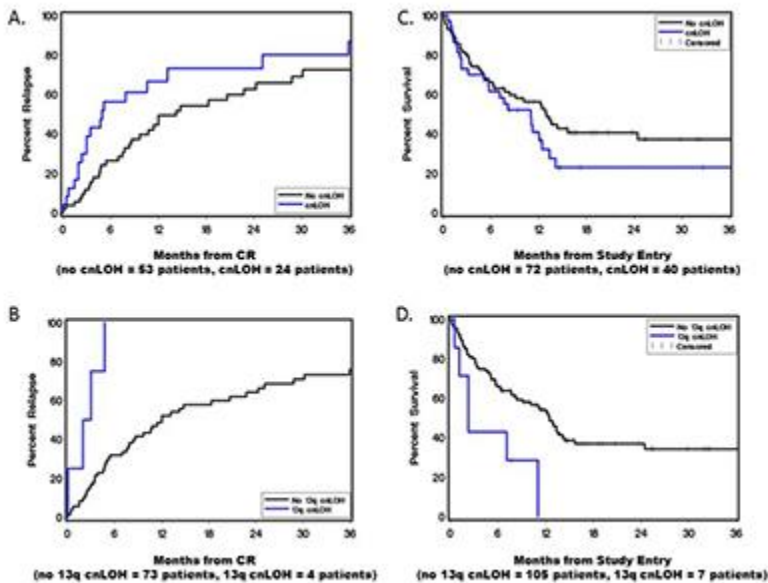 A.
100
80
60
40
20
0
Percent Relapse
No cnLOH
cnLOH
0 6 12 18 24 30 36
Months from CR
(no cnLOH = 53 patients, cnLOH = 24 patients)
C.
100
80
60
40
20
0
Percent Survival
No cnLOH
cnLOH
Censored
0 6 12 18 24 30 36
Months from Study Entry
(no cnLOH = 72 patients, cnLOH = 40 patients)
B
100
80
60
40
20
0
Percent Relapse
No 13q cnLOH
13q cnLOH
0 6 12 18 24 30 36
Months from CR
(no 13q cnLOH = 73 patients, 13q cnLOH = 4 patients)
D.
100
80
60
40
20
0
Percent Survival
No 13q cnLOH
13q cnLOH
Censored
0 6 12 18 24 30 36
Months from Study Entry
(no 13q cnLOH = 105 patients, 13q cnLOH = 7 patients)